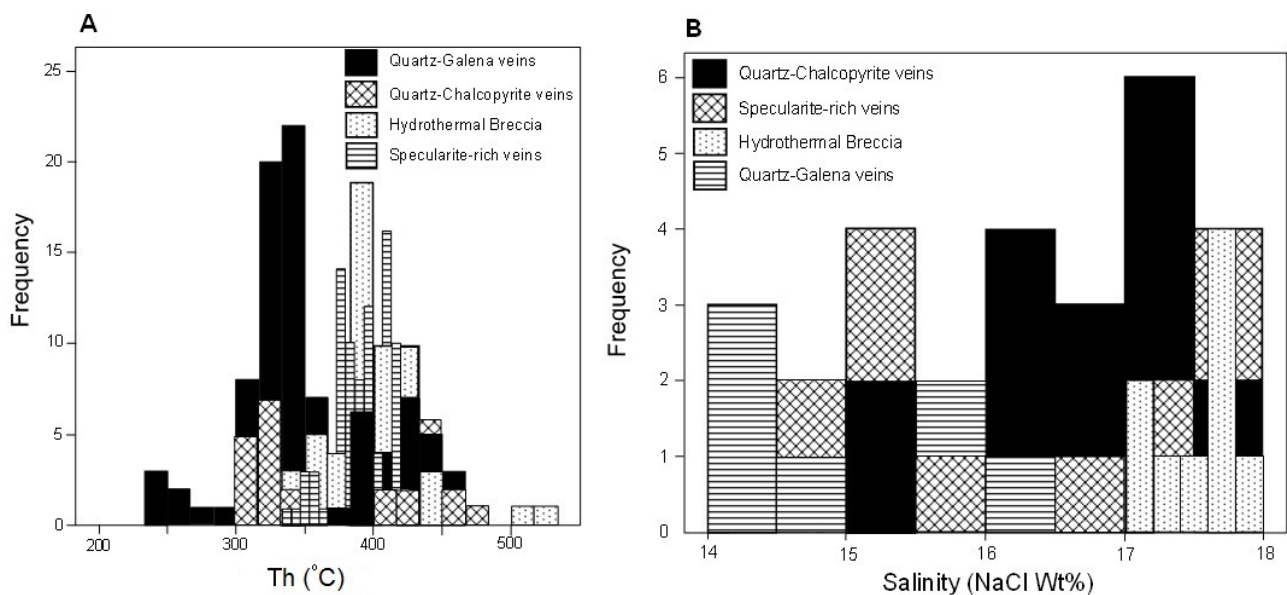 A
Frequency
25
20
15
10
5
0
Quartz-Galena veins
Quartz-Chalcopyrite veins
Hydrothermal Breccia
Specularite-rich veins
200
300
400
500
Th (°C)
B
Frequency
6
5
4
3
2
1
0
Quartz-Chalcopyrite veins
Specularite-rich veins
Hydrothermal Breccia
Quartz-Galena veins
14
15
16
17
18
Salinity (NaCl Wt%)